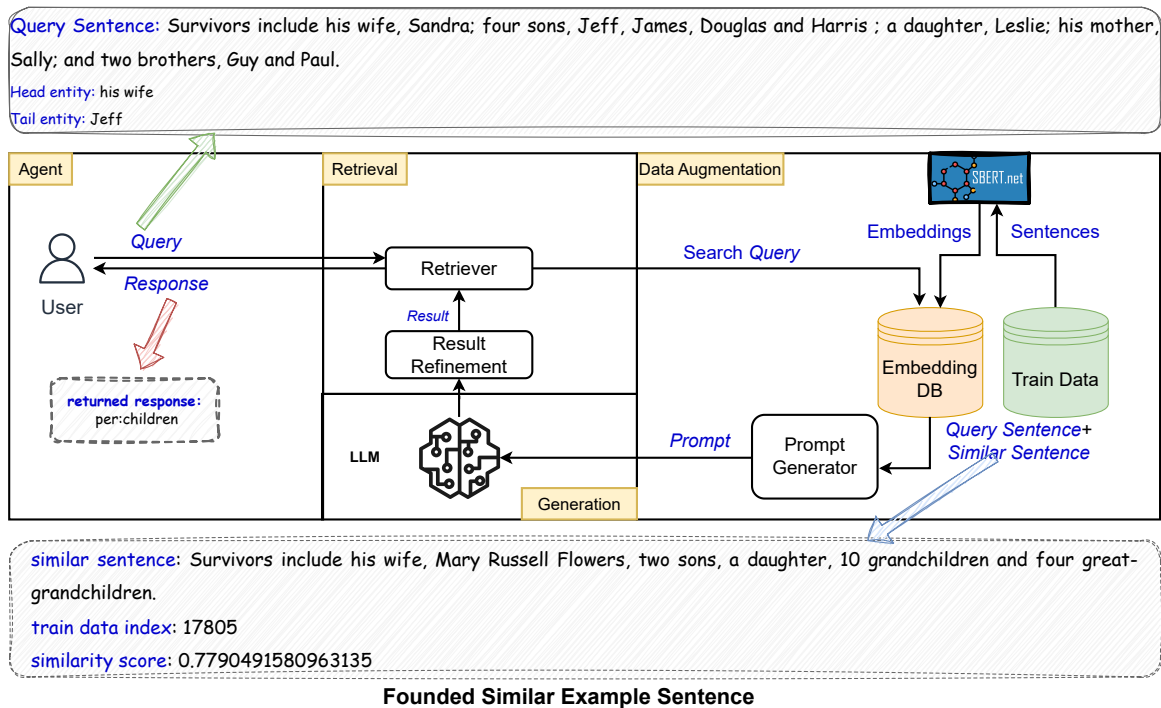 Query Sentence: Survivors include his wife, Sandra; four sons, Jeff, James, Douglas and Harris ; a daughter, Leslie; his mother,
Sally; and two brothers, Guy and Paul.
Head entity: his wife
Tail entity: Jeff
Agent
Retrieval
Data Augmentation
SBERT.net
Embeddings
Sentences
Query
Response
User
Retriever
Search Query
Result
Result
Refinement
Embedding
DB
Train Data
returned response:
per:children
LLM
Prompt
Prompt
Generator
Query Sentence+
Similar Sentence
Generation
similar sentence: Survivors include his wife, Mary Russell Flowers, two sons, a daughter, 10 grandchildren and four great-
grandchildren.
train data index: 17805
similarity score: 0.7790491580963135
Founded Similar Example Sentence